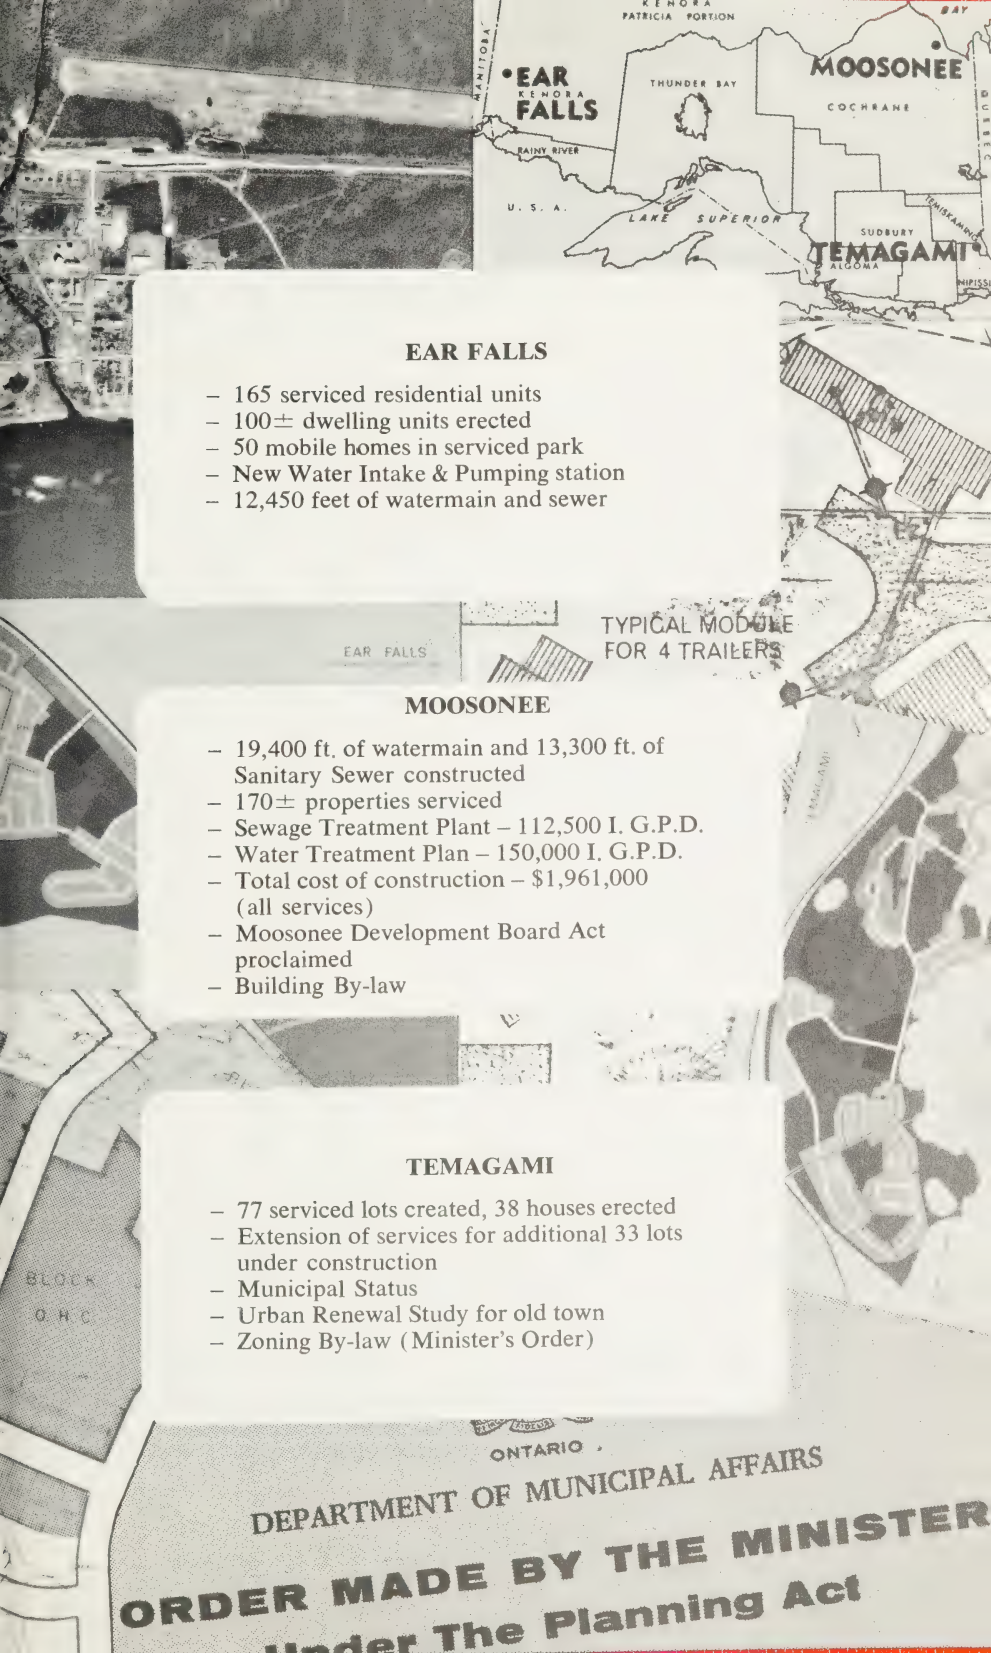 KENORA
PATRICIA PORTION
BAY
MANITOBA
EAR
KENORA
FALLS
THUNDER BAY
MOOSONEE
COCHRANE
QUEBEC
RAINY RIVER
U. S. A.
LAKE SUPERIOR
SUDBURY
TEMISKAMING
TEMAGAMI
ALGOMA
EAR FALLS
– 165 serviced residential units
– 100± dwelling units erected
– 50 mobile homes in serviced park
– New Water Intake & Pumping station
– 12,450 feet of watermain and sewer
TYPICAL MODULE
FOR 4 TRAILERS
EAR FALLS
MOOSONEE
– 19,400 ft. of watermain and 13,300 ft. of
Sanitary Sewer constructed
– 170± properties serviced
– Sewage Treatment Plant – 112,500 I. G.P.D.
– Water Treatment Plan – 150,000 I. G.P.D.
– Total cost of construction – $1,961,000
(all services)
– Moosonee Development Board Act
proclaimed
– Building By-law
TEMAGAMI
TEMAGAMI
– 77 serviced lots created, 38 houses erected
– Extension of services for additional 33 lots
under construction
– Municipal Status
– Urban Renewal Study for old town
– Zoning By-law (Minister's Order)
BLOCK
O. H. C.
ONTARIO
DEPARTMENT OF MUNICIPAL AFFAIRS
ORDER MADE BY THE MINISTER
Under The Planning Act